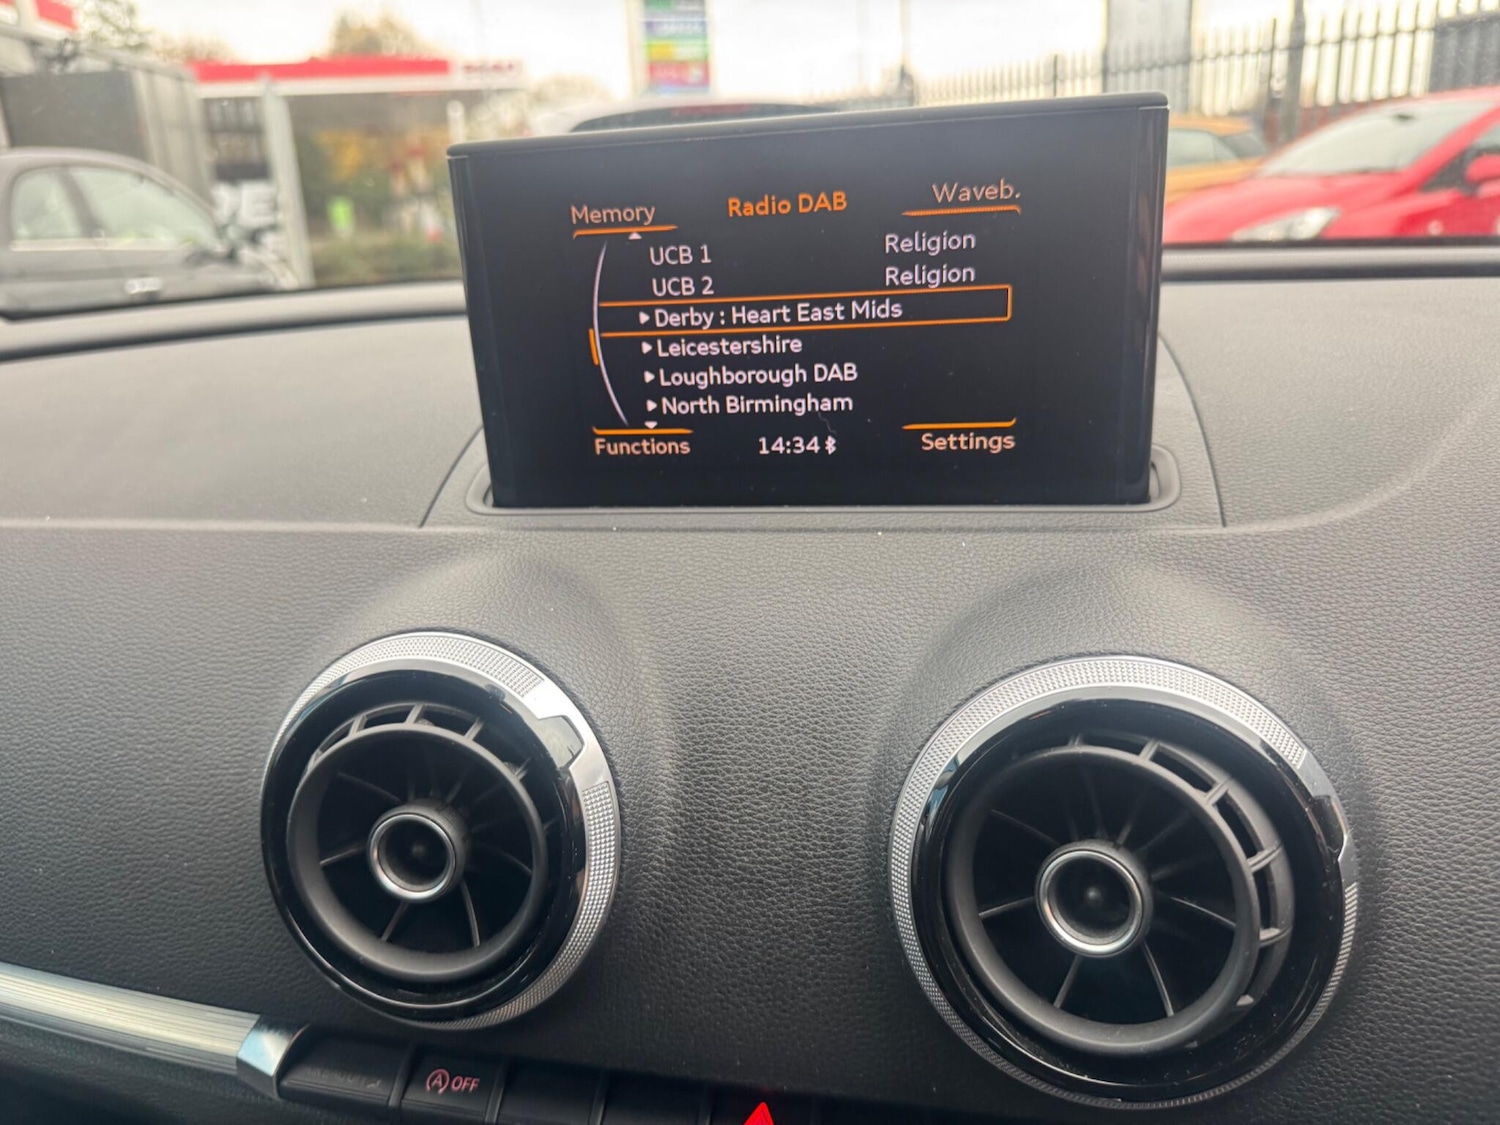 Memory Radio DAB Waveb.
UCB 1 Religion
UCB 2 Religion
Derby : Heart East Mids
Leicestershire
Loughborough DAB
North Birmingham
Functions 14:34 Settings
A OFF